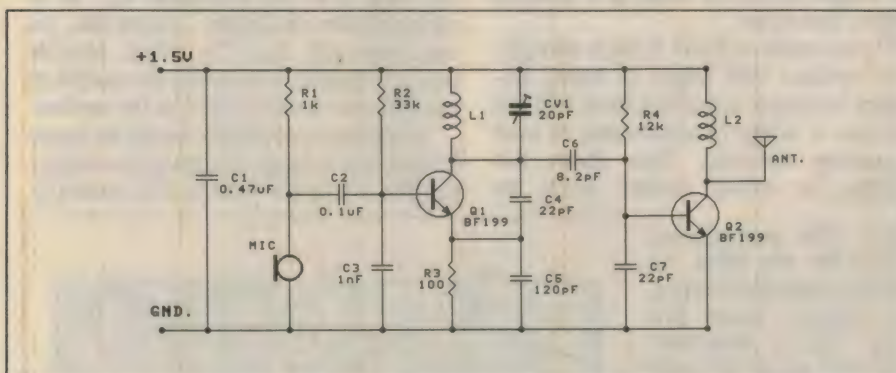 +1.5V
R1
1k
R2
33k
L1
CV1
20pF
R4
12k
L2
C6
8.2pF
ANT.
C1
0.47uF
C2
0.1uF
C4
22pF
Q1
BF199
Q2
BF199
MIC
C3
1nF
R3
100
C5
120pF
C7
22pF
GND.